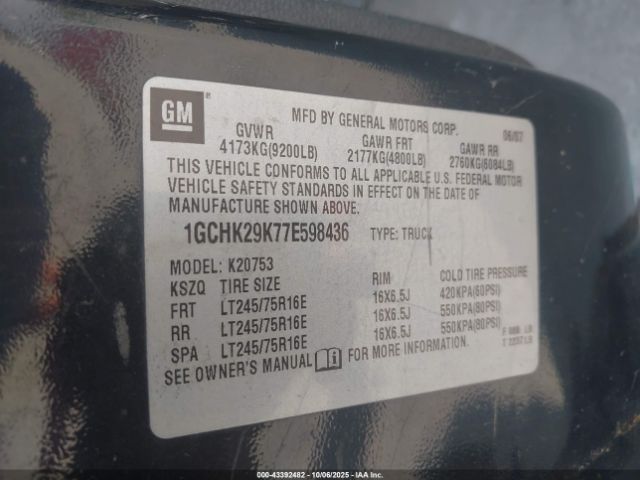 GM
MFD BY GENERAL MOTORS CORP. 06/07
GVWR GAWR FRT GAWR RR
4173KG(9200LB) 2177KG(4800LB) 2760KG(6084LB)
THIS VEHICLE CONFORMS TO ALL APPLICABLE U.S. FEDERAL MOTOR
VEHICLE SAFETY STANDARDS IN EFFECT ON THE DATE OF
MANUFACTURE SHOWN ABOVE.
1GCHK29K77E598436 TYPE: TRUCK
MODEL: K20753
KSZQ TIRE SIZE RIM COLD TIRE PRESSURE
FRT LT245/75R16E 16X6.5J 420KPA(60PSI)
RR LT245/75R16E 16X6.5J 550KPA(80PSI)
SPA LT245/75R16E 16X6.5J 550KPA(80PSI)
SEE OWNER'S MANUAL FOR MORE INFORMATION.
000-43392482 - 10/06/2025 - IAA Inc.